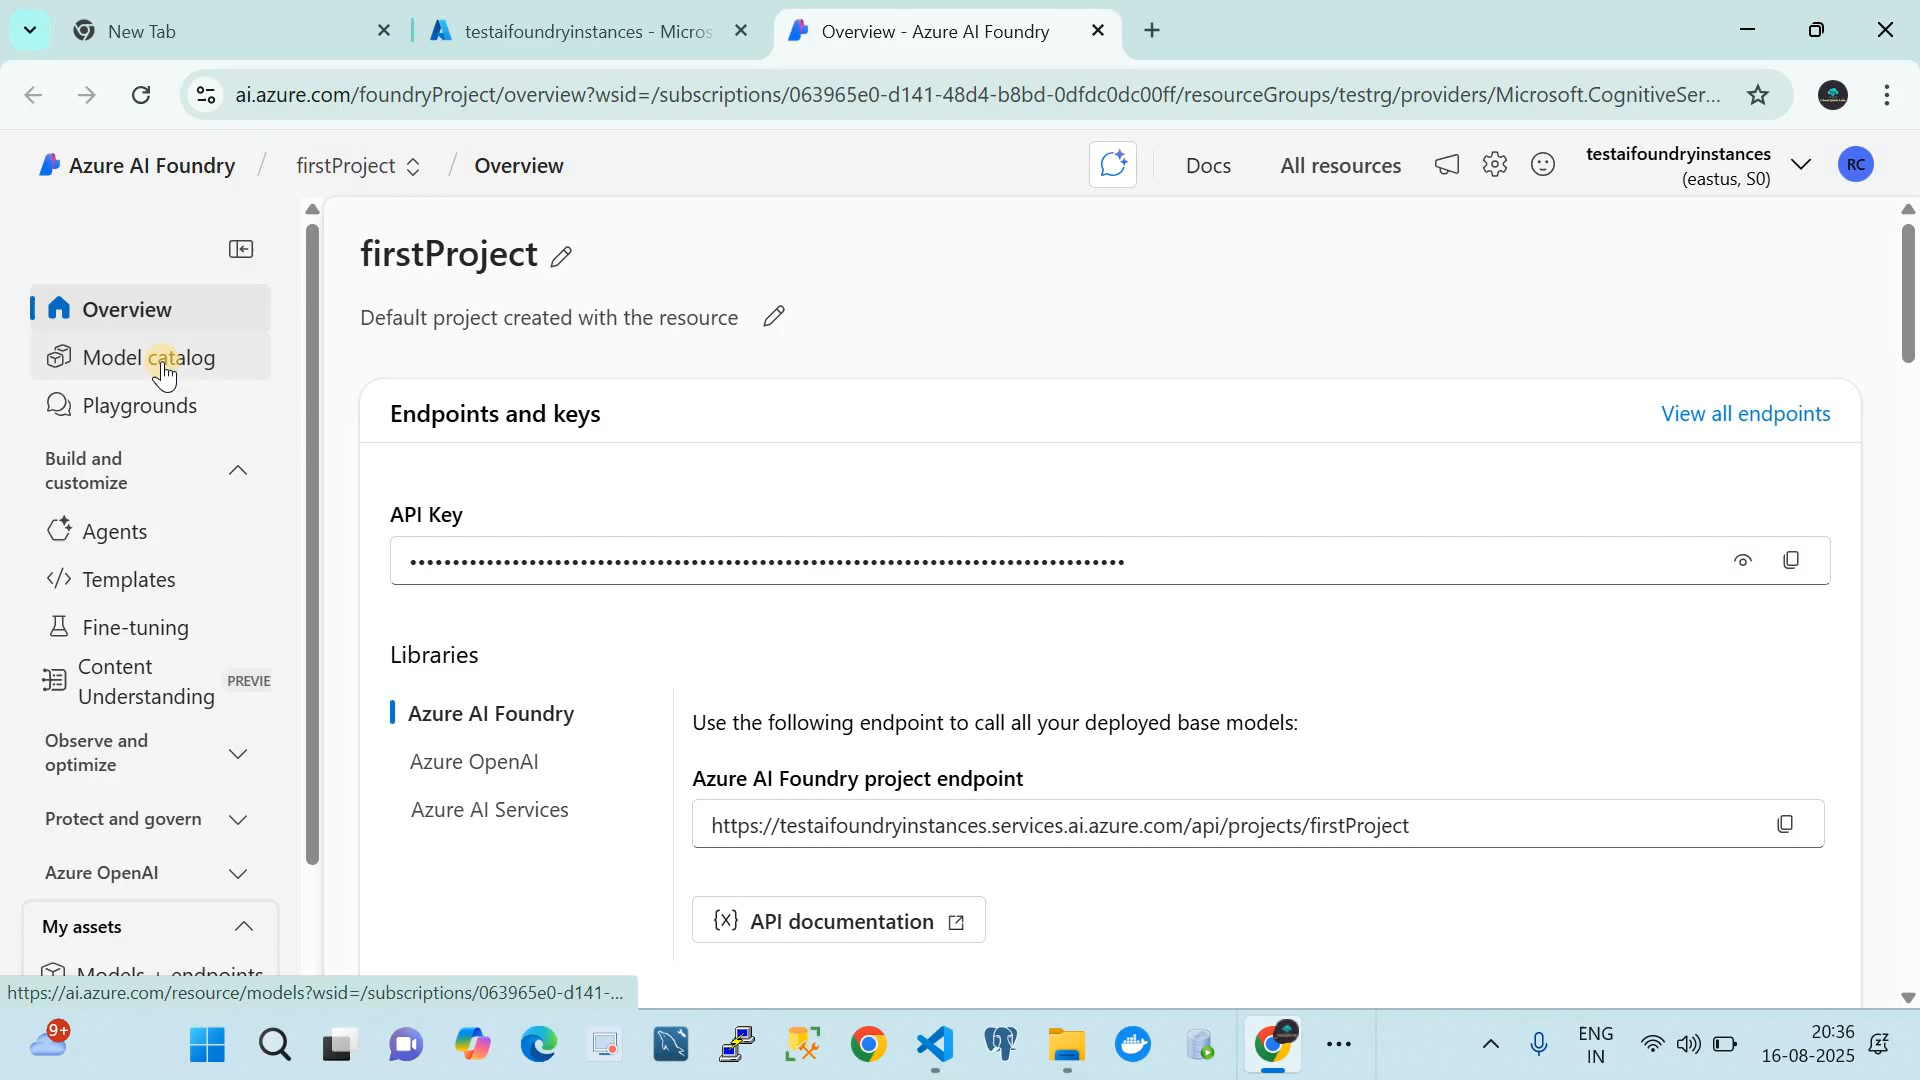 New Tab
testaifoundryinstances - Micros
Overview - Azure AI Foundry
ai.azure.com/foundryProject/overview?wsid=/subscriptions/063965e0-d141-48d4-b8bd-0dfdc0dc00ff/resourceGroups/testrg/providers/Microsoft.CognitiveSer...
Azure AI Foundry / firstProject / Overview
Docs
All resources
testaifoundryinstances
(eastus, S0)
RC
Overview
Model catalog
Playgrounds
Build and
customize
Agents
Templates
Fine-tuning
Content
Understanding
PREVIE
Observe and
optimize
Protect and govern
Azure OpenAI
My assets
Models + endpoints
https://ai.azure.com/resource/models?wsid=/subscriptions/063965e0-d141-...
firstProject
Default project created with the resource
Endpoints and keys
View all endpoints
API Key
Libraries
Azure AI Foundry
Azure OpenAI
Azure AI Services
Use the following endpoint to call all your deployed base models:
Azure AI Foundry project endpoint
https://testaifoundryinstances.services.ai.azure.com/api/projects/firstProject
{x} API documentation
9+
ENG
IN
20:36
16-08-2025